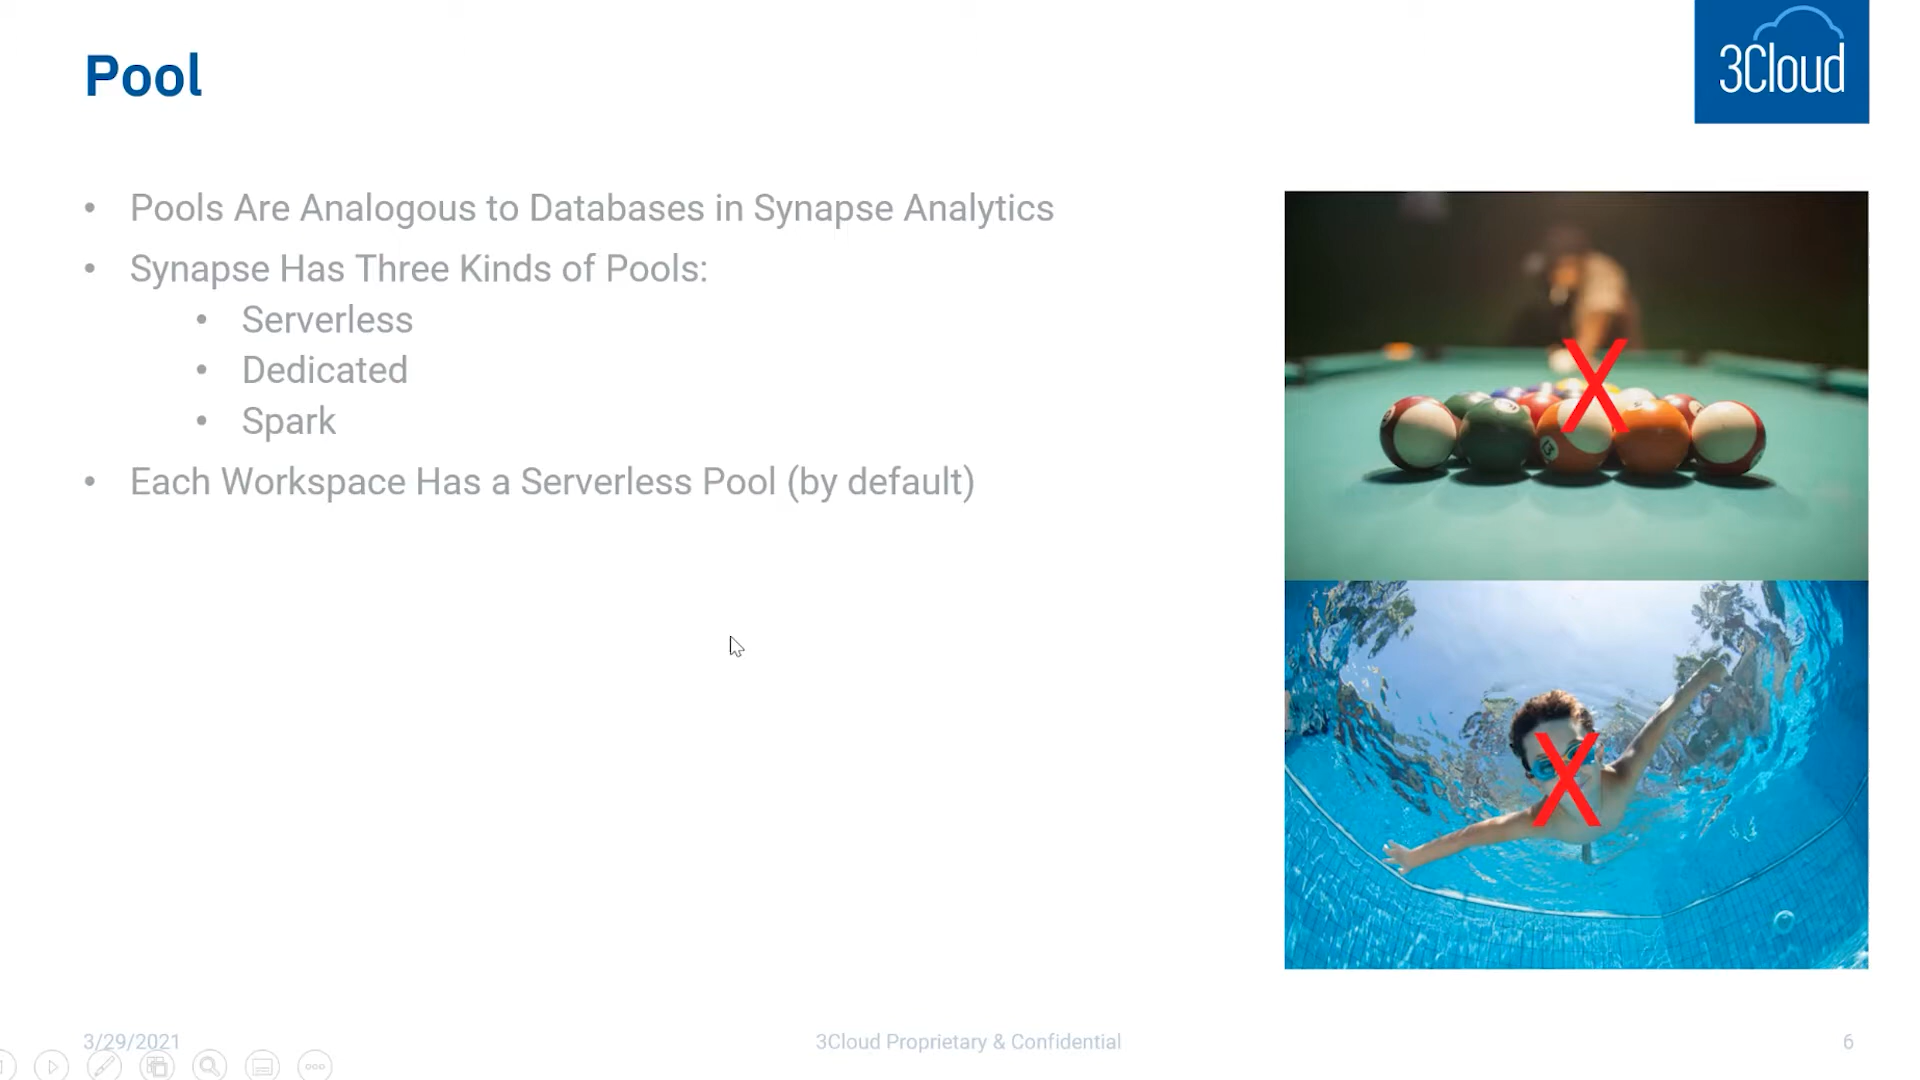 Pool
3Cloud
• Pools Are Analogous to Databases in Synapse Analytics
• Synapse Has Three Kinds of Pools:
• Serverless
• Dedicated
• Spark
• Each Workspace Has a Serverless Pool (by default)
X
13
X
3/29/2021
3Cloud Proprietary & Confidential
6